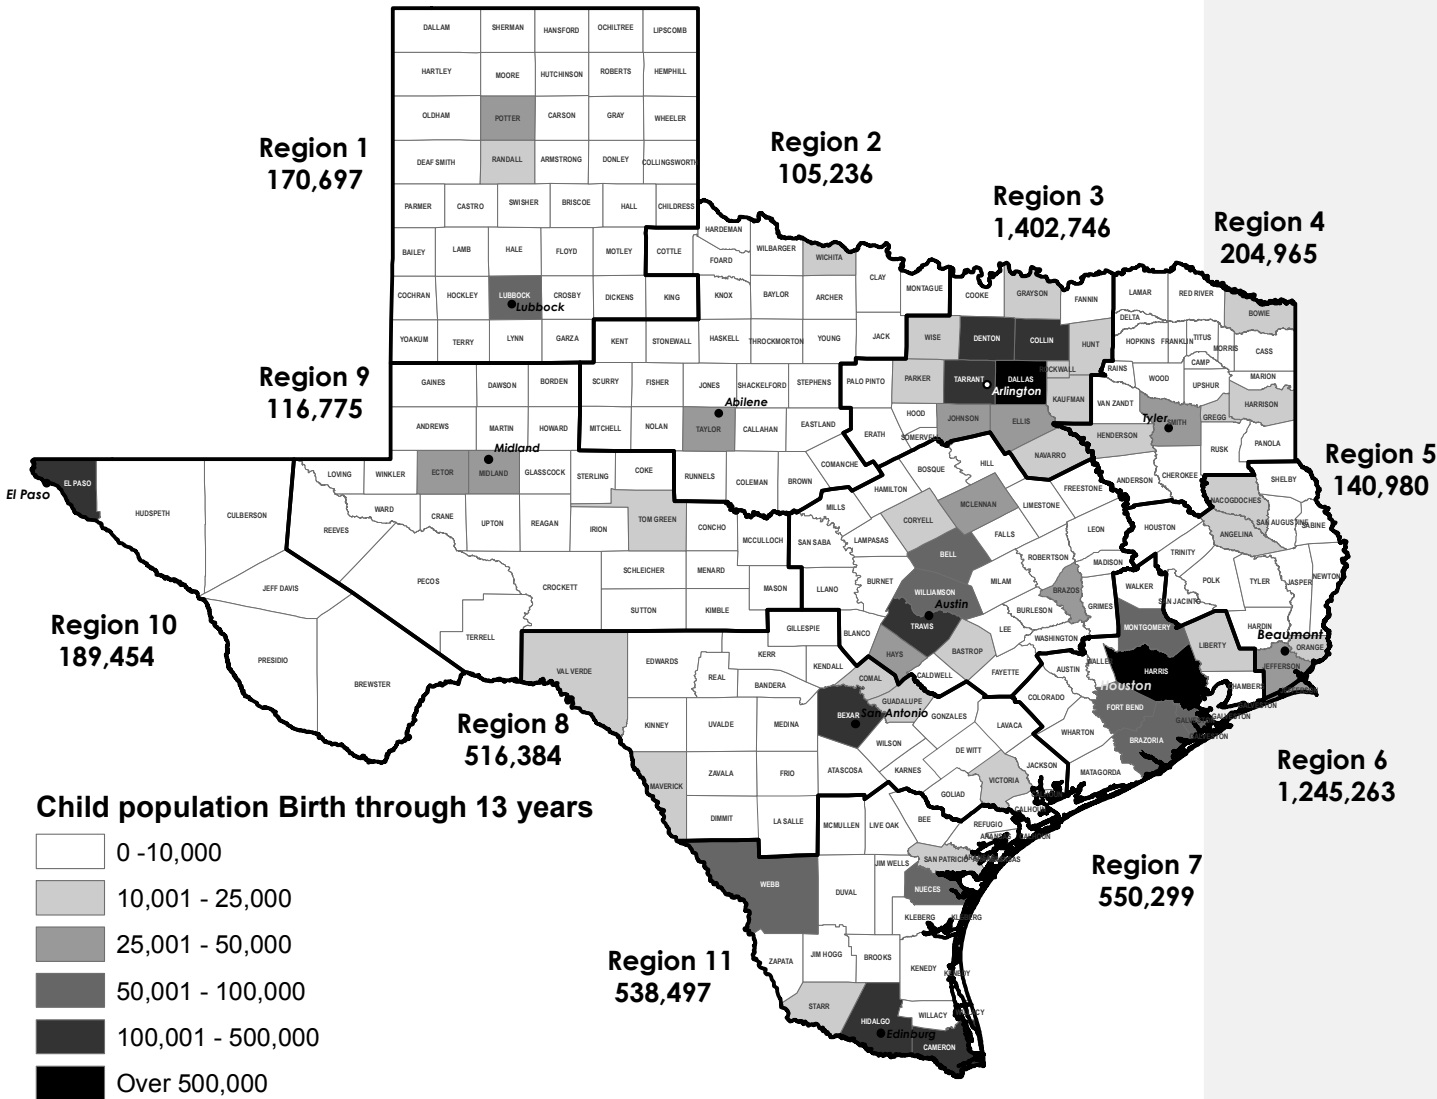 DALLAM SHERMAN HANSFORD OCHILTREE LIPSCOMB
HARTLEY MOORE HUTCHINSON ROBERTS HEMPHILL
OLDHAM POTTER CARSON GRAY WHEELER
DEAF SMITH RANDALL ARMSTRONG DONLEY COLLINGSWORTH
PARMER CASTRO SWISHER BRISCOE HALL CHILDRESS
BAILEY LAMB HALE FLOYD MOTLEY COTTLE
COCHRAN HOCKLEY LUBBOCK CROSBY DICKENS KING
Lubbock
YOAKUM TERRY LYNN GARZA
Region 1
170,697
Region 2
105,236
Region 3
1,402,746
Region 4
204,965
HARDEMAN
FOARD WILBARGER WICHITA
CLAY MONTAGUE
KNOX BAYLOR ARCHER
COOKE GRAYSON FANNIN
LAMAR RED RIVER BOWIE
DELTA
HOPKINS FRANKLIN TITUS MORRIS CASS
CAMP
RAINS WOOD UPSHUR MARION
VAN ZANDT SMITH GREGG HARRISON
Tyler
HENDERSON RUSK PANOLA
ANDERSON CHEROKEE
KENT STONEWALL HASKELL THROCKMORTON YOUNG JACK
WISE DENTON COLLIN HUNT
SCURRY FISHER JONES SHACKELFORD STEPHENS PALO PINTO PARKER TARRANT DALLAS ROCKWALL
Arlington
KAUFMAN
Abilene
MITCHELL NOLAN TAYLOR CALLAHAN EASTLAND ERATH HOOD JOHNSON ELLIS
SOMERVELL NAVARRO
RUNNELS COLEMAN BROWN COMANCHE
Region 9
116,775
GAINES DAWSON BORDEN
ANDREWS MARTIN HOWARD
Midland
LOVING WINKLER ECTOR MIDLAND GLASSCOCK STERLING COKE
WARD CRANE UPTON REAGAN IRION TOM GREEN CONCHO
REEVES MCCULLOCH
PECOS CROCKETT SCHLEICHER MENARD MASON
TERRELL SUTTON KIMBLE
El Paso
EL PASO HUDSPETH CULBERSON
JEFF DAVIS
PRESIDIO BREWSTER
Region 10
189,454
Region 5
140,980
SHELBY
NACOGDOCHES
SAN AUGUSTINE SABINE
HOUSTON ANGELINA
TRINITY
POLK TYLER JASPER NEWTON
SAN JACINTO
HARDIN
Beaumont
ORANGE
JEFFERSON
BOSQUE HILL
HAMILTON MCLENNAN LIMESTONE FREESTONE
MILLS CORYELL FALLS LEON
SAN SABA LAMPASAS BELL ROBERTSON MADISON
LLANO BURNET WILLIAMSON MILAM BRAZOS GRIMES
Austin
BURLESON
BLANCO TRAVIS LEE WASHINGTON
HAYS BASTROP FAYETTE
CALDWELL
WALKER
MONTGOMERY LIBERTY
WALLER HARRIS
Houston
CHAMBERS
AUSTIN
COLORADO FORT BEND
GALVESTON
GALVESTON
GALVESTON
WHARTON BRAZORIA
MATAGORDA
Region 6
1,245,263
VAL VERDE EDWARDS KERR GILLESPIE
REAL KENDALL
BANDERA COMAL
GUADALUPE
KINNEY UVALDE MEDINA BEXAR
San Antonio
GONZALES LAVACA
WILSON
DE WITT JACKSON
MAVERICK ZAVALA FRIO ATASCOSA KARNES
VICTORIA
GOLIAD CALHOUN
DIMMIT LA SALLE
Region 8
516,384
MCMULLEN LIVE OAK BEE REFUGIO
ARANSAS
SAN PATRICIO
JIM WELLS
WEBB DUVAL NUECES
KLEBERG KLEBERG
ZAPATA JIM HOGG BROOKS KENEDY KENEDY
STARR HIDALGO WILLACY WILLACY
Edinburg
CAMERON
Region 7
550,299
Region 11
538,497
Child population Birth through 13 years
0 -10,000
10,001 - 25,000
25,001 - 50,000
50,001 - 100,000
100,001 - 500,000
Over 500,000